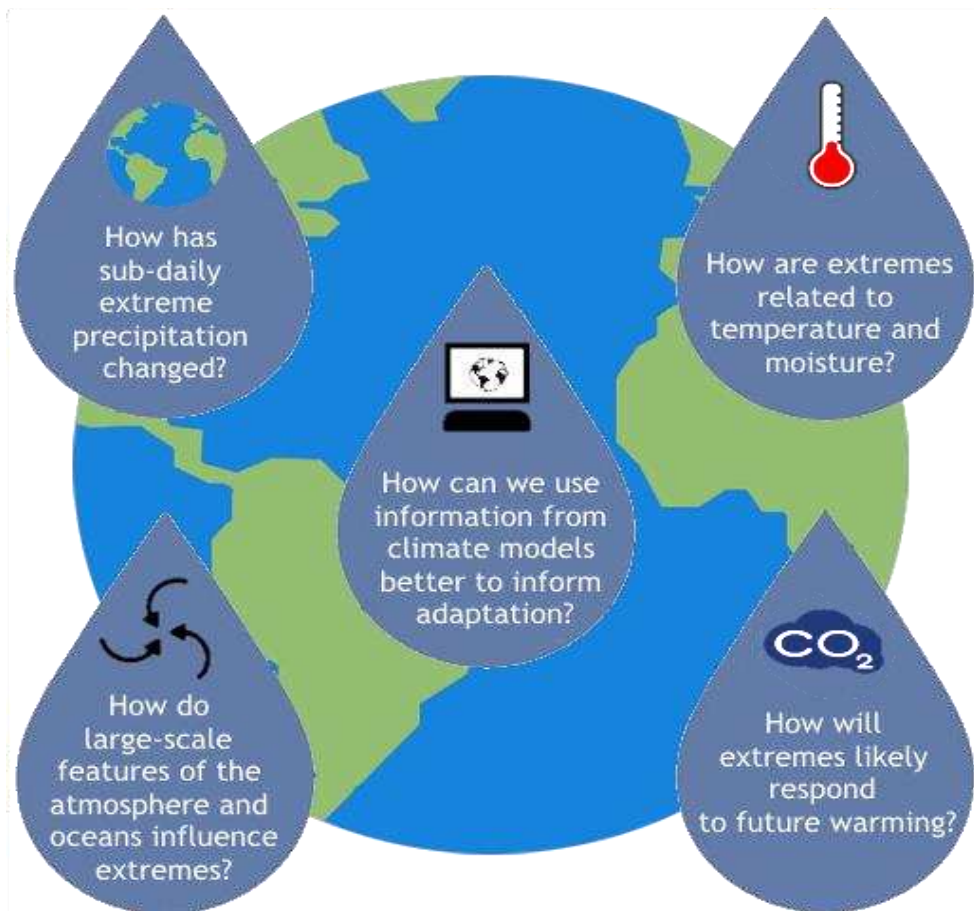 How has
sub-daily
extreme
precipitation
changed?
How are extremes
related to
temperature and
moisture?
How can we use
information from
climate models
better to inform
adaptation?
How do
large-scale
features of the
atmosphere and
oceans influence
extremes?
CO2
How will
extremes likely
respond
to future warming?